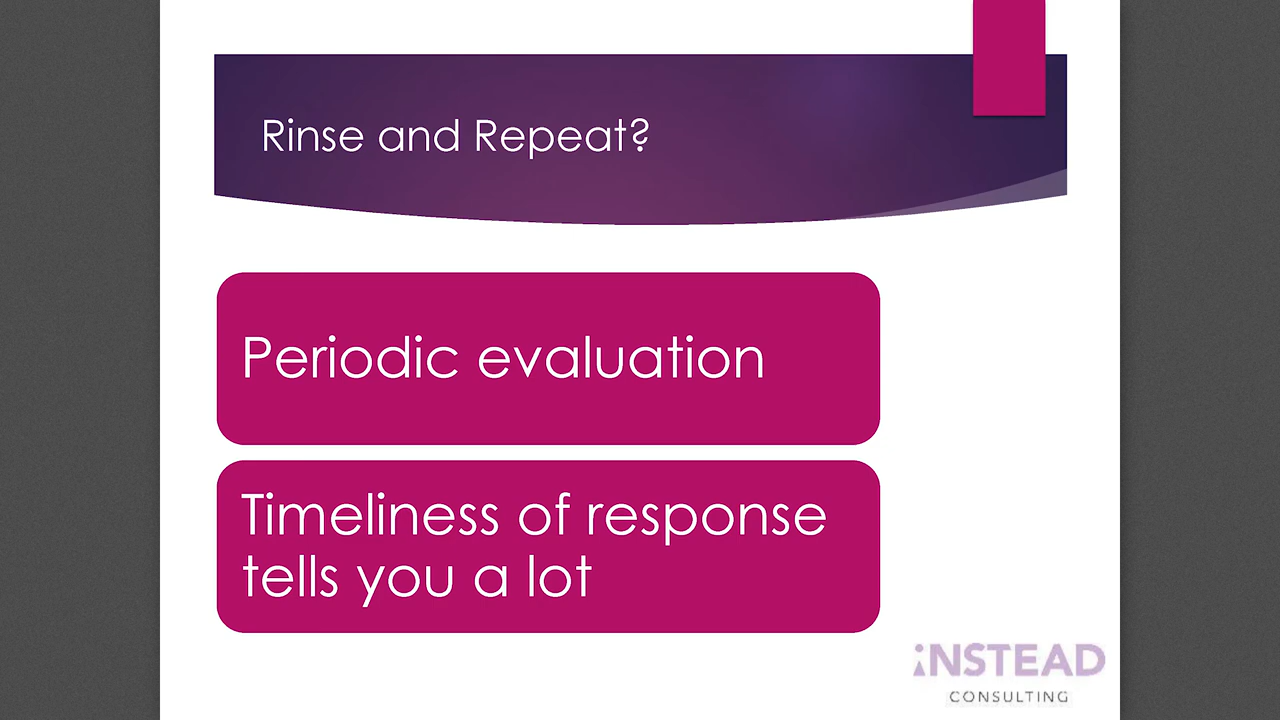 Rinse and Repeat?
Periodic evaluation
Timeliness of response
tells you a lot
iNSTEAD
CONSULTING